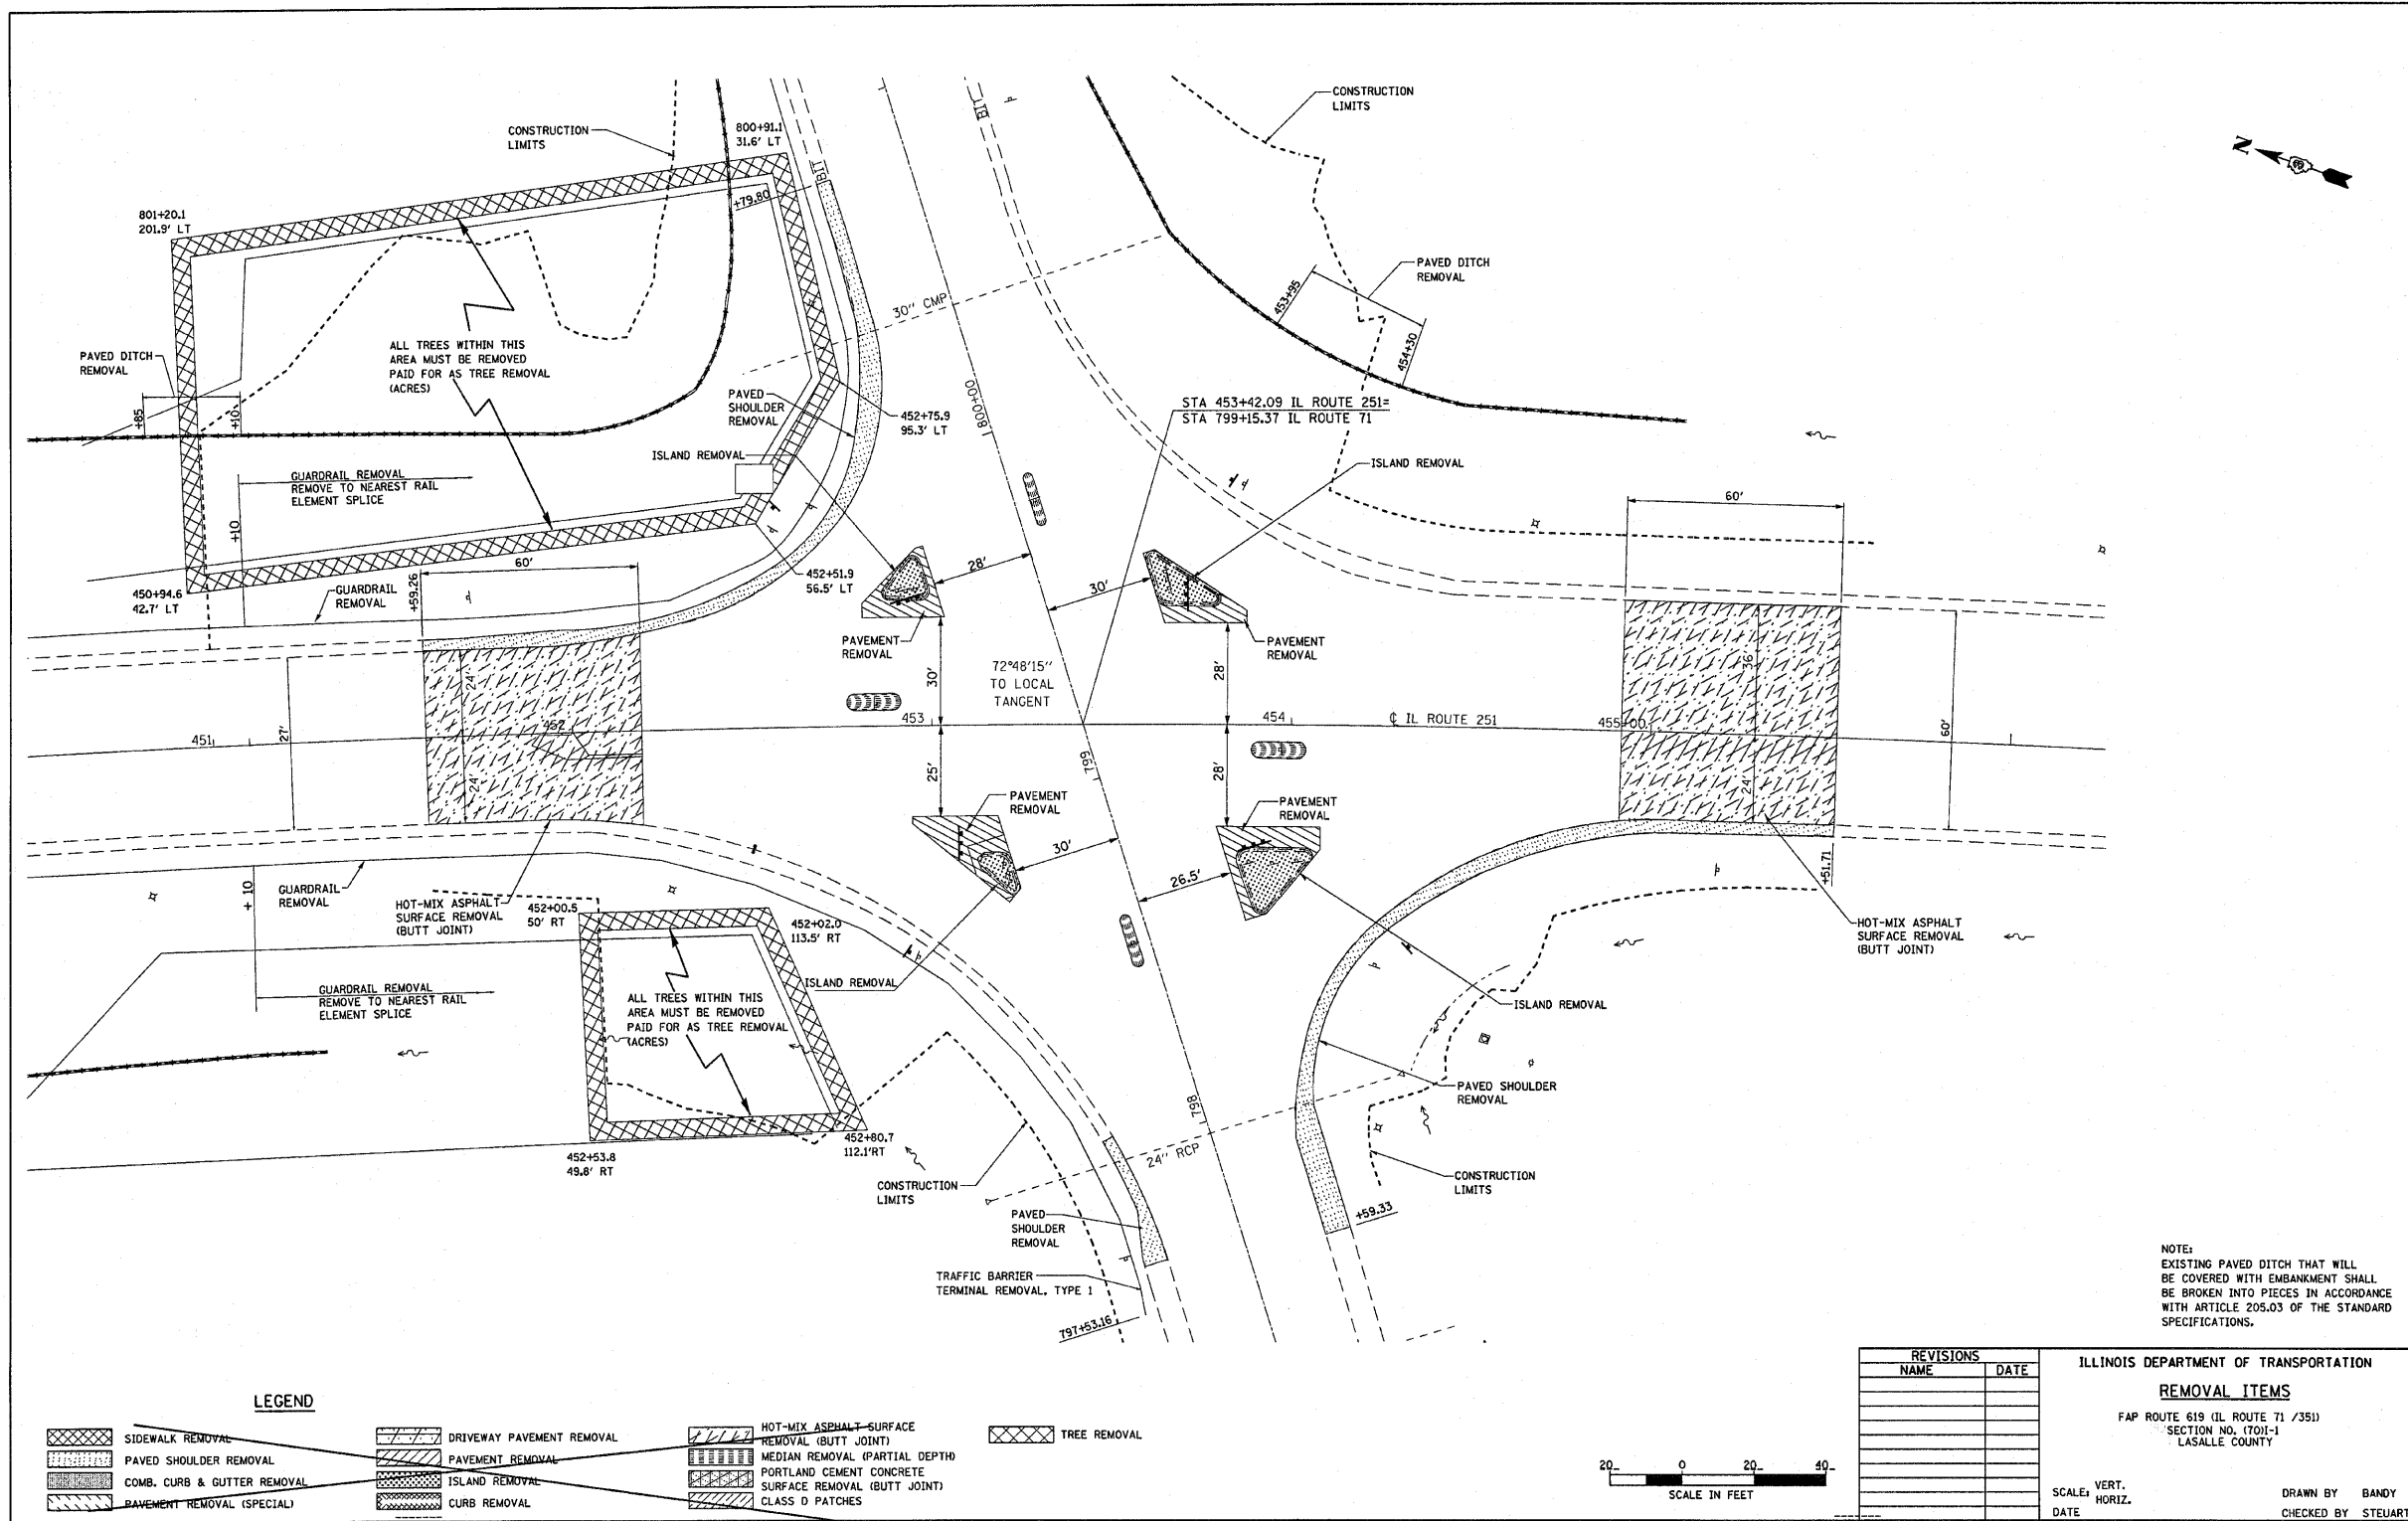 CONSTRUCTION
LIMITS
800+91.1
31.6' LT
BIT
BIT
CONSTRUCTION
LIMITS
N
801+20.1
201.9' LT
+79.80
PAVED DITCH
REMOVAL
453+95
454+30
30'' CMP
ALL TREES WITHIN THIS
AREA MUST BE REMOVED
PAID FOR AS TREE REMOVAL
(ACRES)
PAVED DITCH
REMOVAL
+85
+10
PAVED
SHOULDER
REMOVAL
452+75.9
95.3' LT
800+00
STA 453+42.09 IL ROUTE 251=
STA 799+15.37 IL ROUTE 71
ISLAND REMOVAL
ISLAND REMOVAL
GUARDRAIL REMOVAL
REMOVE TO NEAREST RAIL
ELEMENT SPLICE
+10
60'
60'
450+94.6
42.7' LT
GUARDRAIL
REMOVAL
+59.26
452+51.9
56.5' LT
28'
30'
PAVEMENT
REMOVAL
PAVEMENT
REMOVAL
72°48'15''
TO LOCAL
TANGENT
30'
28'
24'
36'
27'
60'
451
452
453
454
℄ IL ROUTE 251
455+00
799
24'
25'
28'
24'
PAVEMENT
REMOVAL
PAVEMENT
REMOVAL
30'
26.5'
+51.71
GUARDRAIL
REMOVAL
+10
HOT-MIX ASPHALT
SURFACE REMOVAL
(BUTT JOINT)
452+00.5
50' RT
452+02.0
113.5' RT
HOT-MIX ASPHALT
SURFACE REMOVAL
(BUTT JOINT)
ISLAND REMOVAL
ISLAND REMOVAL
GUARDRAIL REMOVAL
REMOVE TO NEAREST RAIL
ELEMENT SPLICE
ALL TREES WITHIN THIS
AREA MUST BE REMOVED
PAID FOR AS TREE REMOVAL
(ACRES)
PAVED SHOULDER
REMOVAL
798
24'' RCP
452+80.7
112.1'RT
452+53.8
49.8' RT
CONSTRUCTION
LIMITS
CONSTRUCTION
LIMITS
PAVED
SHOULDER
REMOVAL
+59.33
TRAFFIC BARRIER
TERMINAL REMOVAL, TYPE 1
797+53.16
NOTE:
EXISTING PAVED DITCH THAT WILL
BE COVERED WITH EMBANKMENT SHALL
BE BROKEN INTO PIECES IN ACCORDANCE
WITH ARTICLE 205.03 OF THE STANDARD
SPECIFICATIONS.
LEGEND
SIDEWALK REMOVAL
PAVED SHOULDER REMOVAL
COMB. CURB & GUTTER REMOVAL
PAVEMENT REMOVAL (SPECIAL)
DRIVEWAY PAVEMENT REMOVAL
PAVEMENT REMOVAL
ISLAND REMOVAL
CURB REMOVAL
HOT-MIX ASPHALT SURFACE
REMOVAL (BUTT JOINT)
MEDIAN REMOVAL (PARTIAL DEPTH)
PORTLAND CEMENT CONCRETE
SURFACE REMOVAL (BUTT JOINT)
CLASS D PATCHES
TREE REMOVAL
20 0 20 40
SCALE IN FEET
REVISIONS
NAME DATE
ILLINOIS DEPARTMENT OF TRANSPORTATION
REMOVAL ITEMS
FAP ROUTE 619 (IL ROUTE 71 /351)
SECTION NO. (70)I-1
LASALLE COUNTY
SCALE: VERT.
HORIZ.
DATE
DRAWN BY BANDY
CHECKED BY STEUART